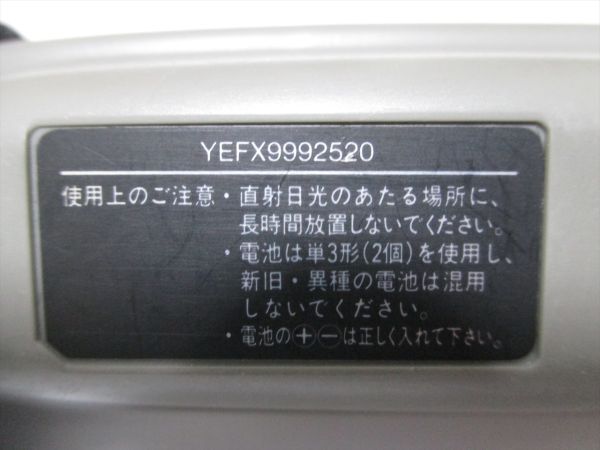 YEFX9992520
使用上のご注意・直射日光のあたる場所に、
長時間放置しないでください。
・電池は単3形(2個)を使用し、
新旧・異種の電池は混用
しないでください。
・電池の⊕⊖は正しく入れて下さい。